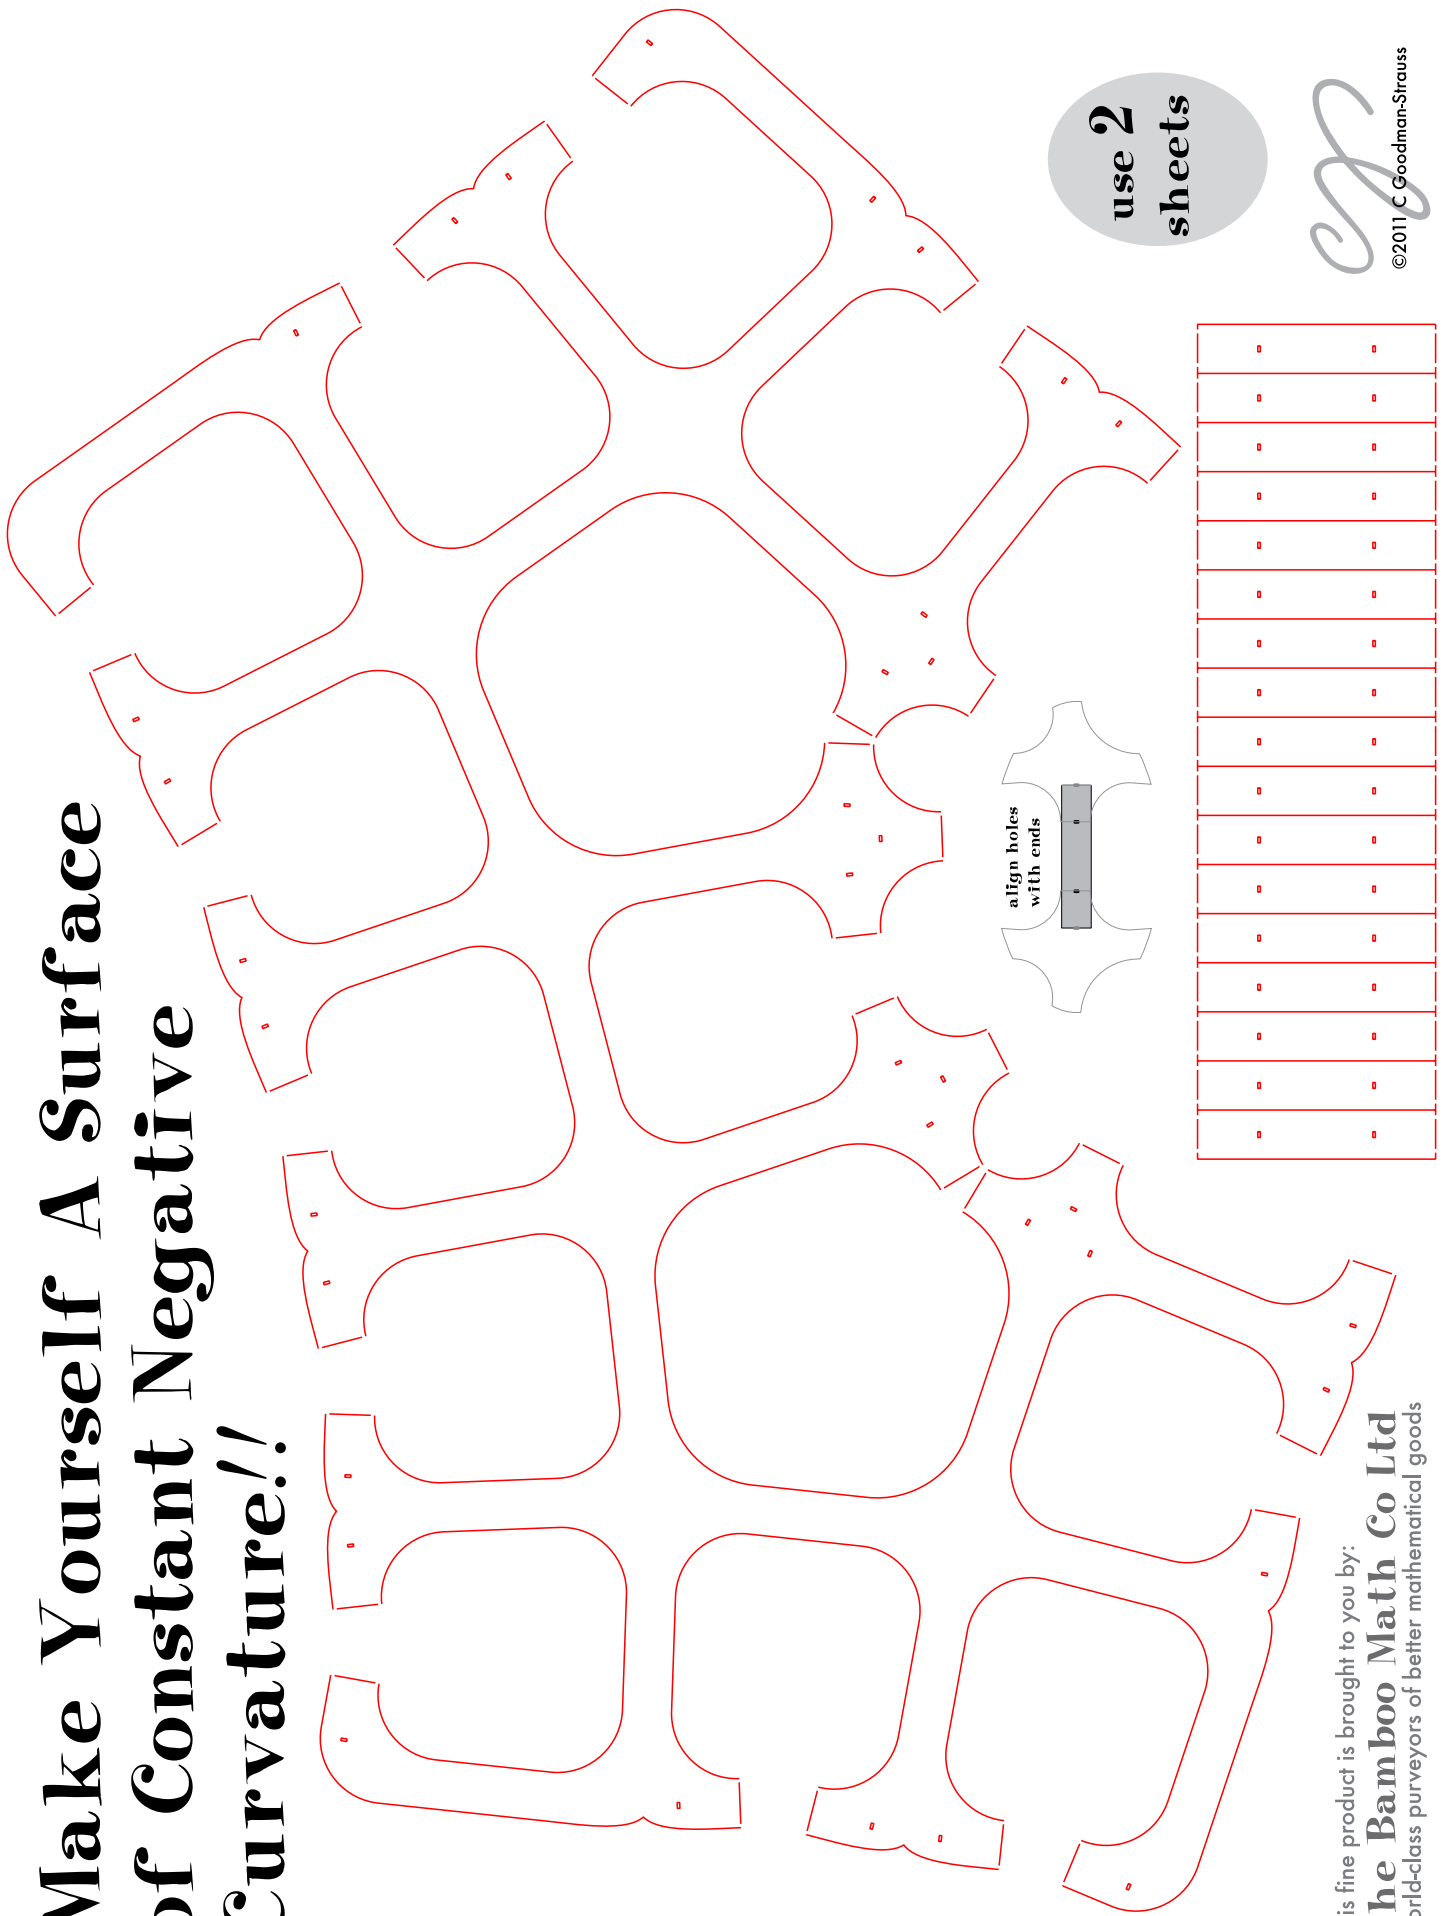 Make Yourself A Surface
of Constant Negative
Curvature!!
use 2
sheets
©2011 C Goodman-Strauss
align holes
with ends
is fine product is brought to you by:
he Bamboo Math Co Ltd
orld-class purveyors of better mathematical goods